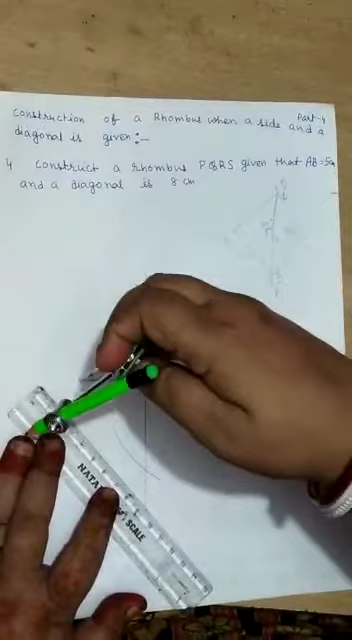 Construction of a Rhombus when a side and a Part-4
diagonal is given:-
4 Construct a rhombus PQRS given that AB=5cm
and a diagonal is 8 cm
SCALE